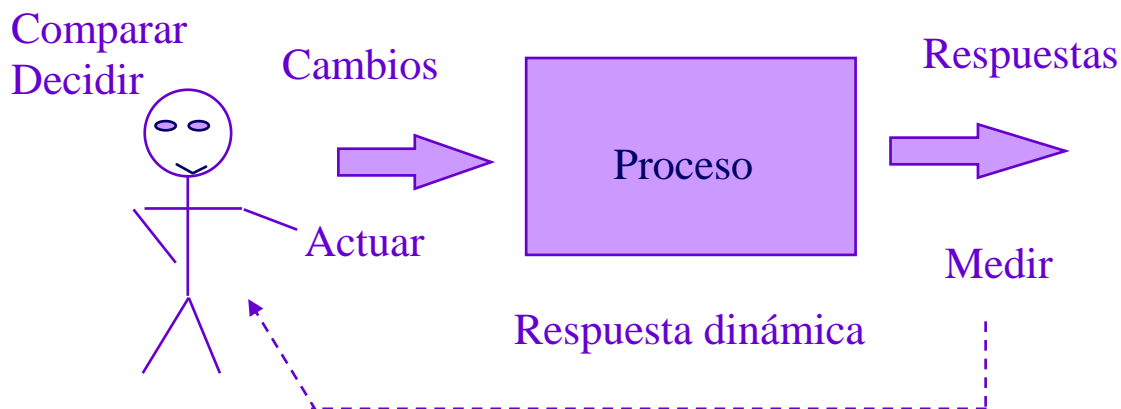 Comparar
Decidir
Cambios
Respuestas
Proceso
Actuar
Medir
Respuesta dinámica